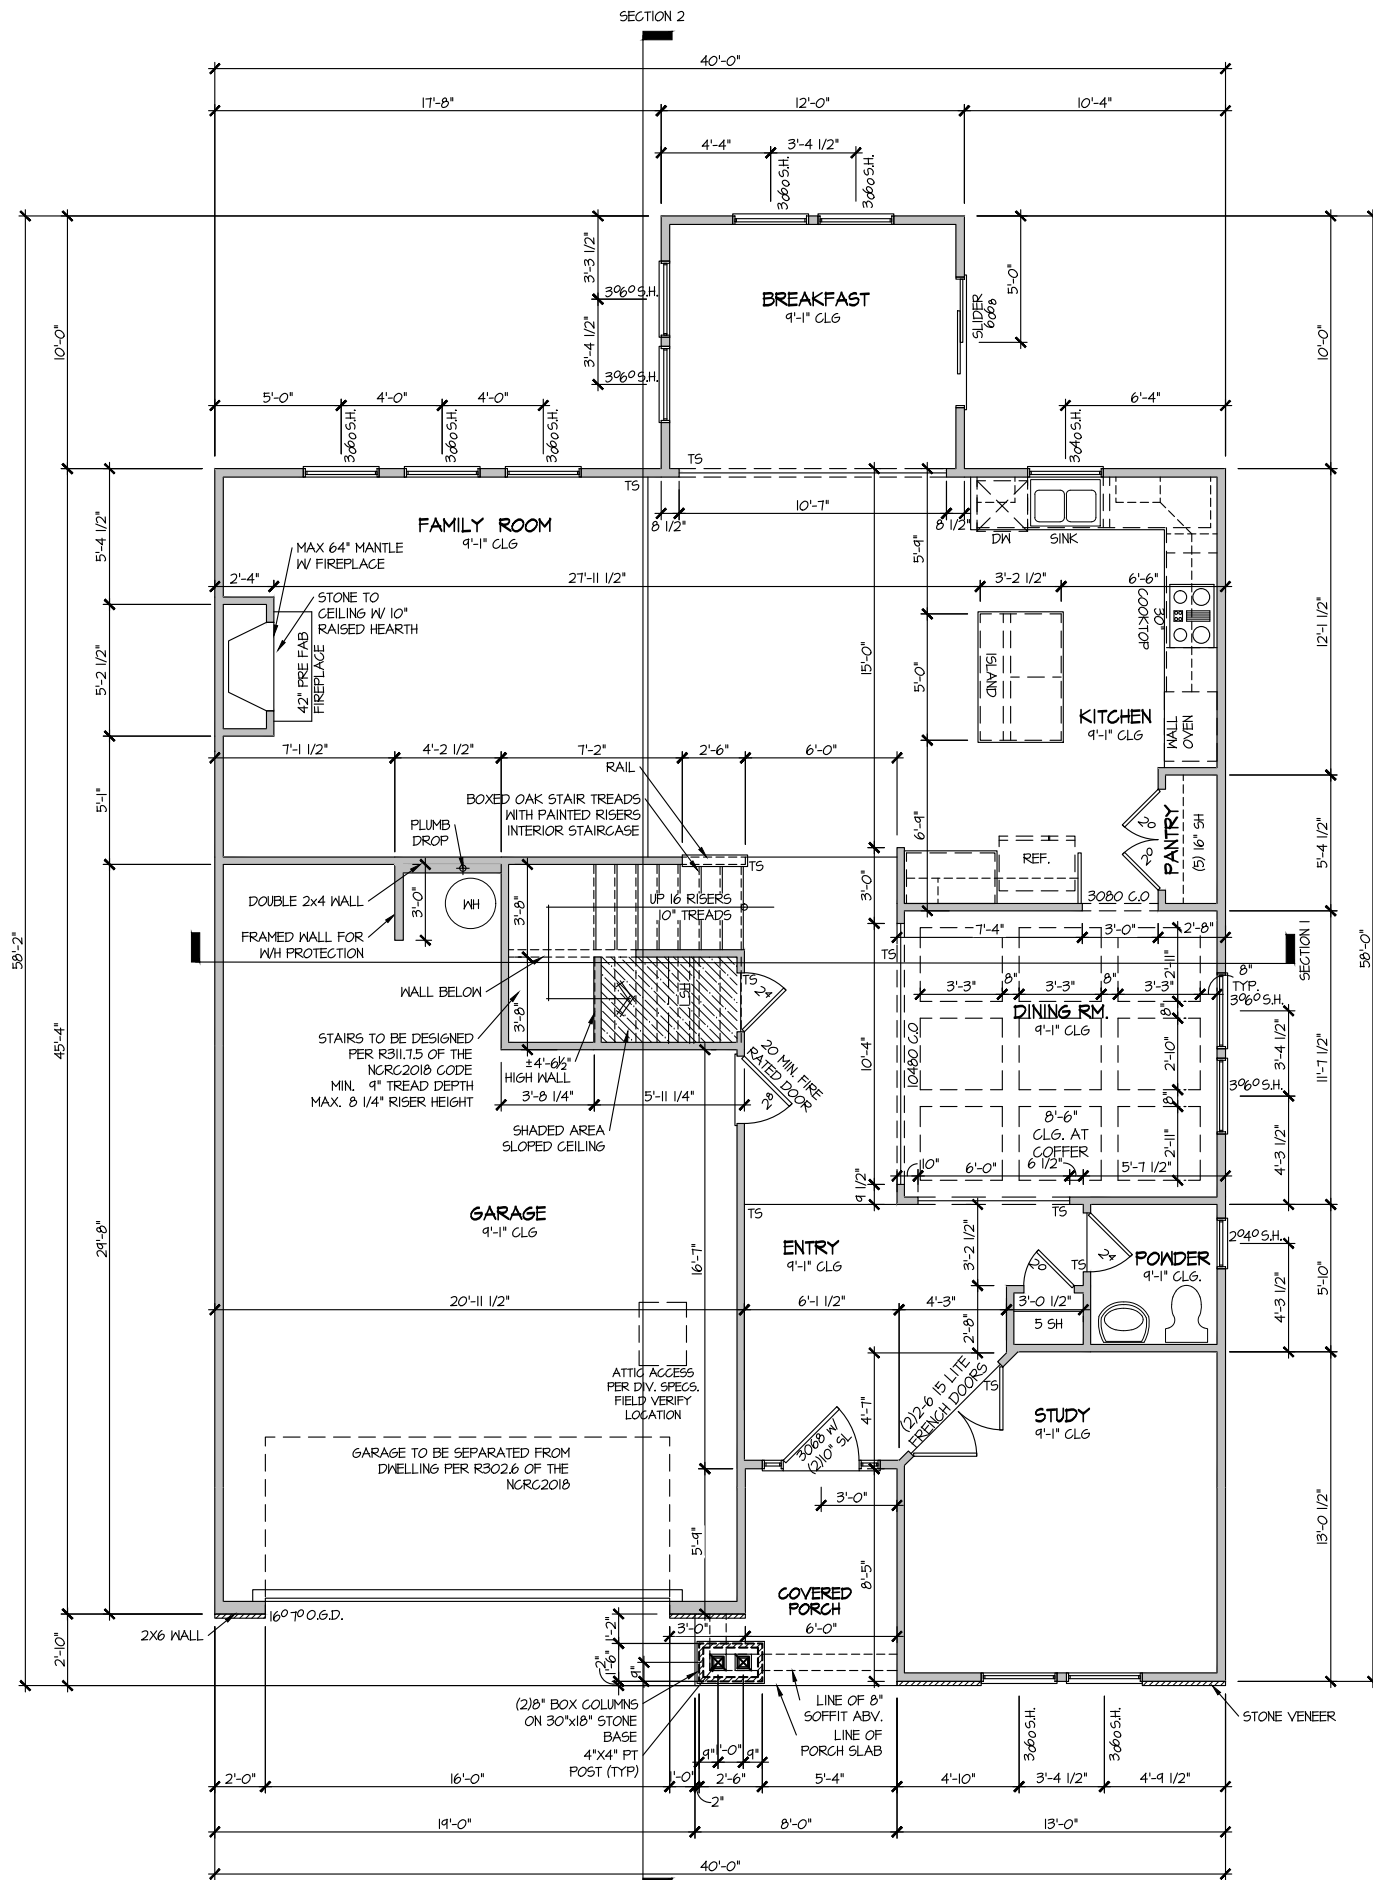 SECTION 2
40'-0"
17'-8"
12'-0"
10'-4"
4'-4"
3'-4 1/2"
3060 S.H.
3060 S.H.
58'-2"
10'-0"
3'-3 1/2"
3060 S.H.
3'-4 1/2"
3060 S.H.
BREAKFAST
9'-1" CLG
SLIDER
6068
5'-0"
10'-0"
58'-0"
5'-0"
4'-0"
4'-0"
3060 S.H.
3060 S.H.
3060 S.H.
6'-4"
3040 S.H.
TS
TS
FAMILY ROOM
9'-1" CLG
8 1/2"
10'-7"
8 1/2"
DW
SINK
5'-4 1/2"
MAX 64" MANTLE
W/ FIREPLACE
2'-4"
27'-11 1/2"
5'-9"
3'-2 1/2"
6'-6"
STONE TO
CEILING W/ 10"
RAISED HEARTH
30"
COOKTOP
12'-1 1/2"
42" PRE FAB
FIREPLACE
5'-2 1/2"
15'-0"
5'-0"
ISLAND
KITCHEN
9'-1" CLG
WALL
OVEN
7'-1 1/2"
4'-2 1/2"
7'-2"
2'-6"
6'-0"
RAIL
5'-1"
BOXED OAK STAIR TREADS
WITH PAINTED RISERS
INTERIOR STAIRCASE
PLUMB
DROP
6'-9"
20
20
PANTRY
(5) 16" SH
5'-4 1/2"
REF.
TS
3'-0"
DOUBLE 2x4 WALL
3'-0"
WH
3'-8"
UP 16 RISERS
10" TREADS
3080 C.O
FRAMED WALL FOR
W/H PROTECTION
7'-4"
3'-0"
2'-8"
TS
SECTION 1
WALL BELOW
1 SH
TS
24
3'-3"
8"
3'-3"
8"
3'-3"
2'-11"
8"
TYP.
3060 S.H.
DINING RM.
9'-1" CLG
8"
3'-8"
STAIRS TO BE DESIGNED
PER R311.7.5 OF THE
NCRC2018 CODE
MIN. 9" TREAD DEPTH
MAX. 8 1/4" RISER HEIGHT
±4'-6½"
HIGH WALL
20 MIN. FIRE
RATED DOOR
28
10'-4"
10480 C.O
2'-10"
3'-4 1/2"
11'-7 1/2"
3060 S.H.
8"
3'-8 1/4"
5'-11 1/4"
45'-4"
8'-6"
CLG. AT
COFFER
2'-11"
4'-3 1/2"
SHADED AREA
SLOPED CEILING
10"
6'-0"
6 1/2"
5'-7 1/2"
9 1/2"
GARAGE
9'-1" CLG
TS
TS
29'-8"
ENTRY
9'-1" CLG
3'-2 1/2"
20
TS
24
POWDER
9'-1" CLG.
2040 S.H.
16'-7"
5'-10"
20'-11 1/2"
6'-1 1/2"
4'-3"
3'-0 1/2"
5 SH
2'-8"
4'-3 1/2"
ATTIC ACCESS
PER DIV. SPECS.
FIELD VERIFY
LOCATION
(2)2-6 15 LITE
FRENCH DOORS
TS
4'-7"
STUDY
9'-1" CLG
3068 W/
(2)10" SL
GARAGE TO BE SEPARATED FROM
DWELLING PER R302.6 OF THE
NCRC2018
3'-0"
13'-0 1/2"
5'-9"
8'-5"
COVERED
PORCH
16070 O.G.D.
2X6 WALL
2'-10"
1'-2"
3'-0"
6'-0"
2"
1'-6"
9"
(2)8" BOX COLUMNS
ON 30"x18" STONE
BASE
4"X4" PT
POST (TYP)
LINE OF 8"
SOFFIT ABV.
LINE OF
PORCH SLAB
STONE VENEER
3060 S.H.
3060 S.H.
9"
1'-0"
9"
2'-0"
16'-0"
1'-0"
2'-6"
5'-4"
4'-10"
3'-4 1/2"
4'-9 1/2"
2"
19'-0"
8'-0"
13'-0"
40'-0"